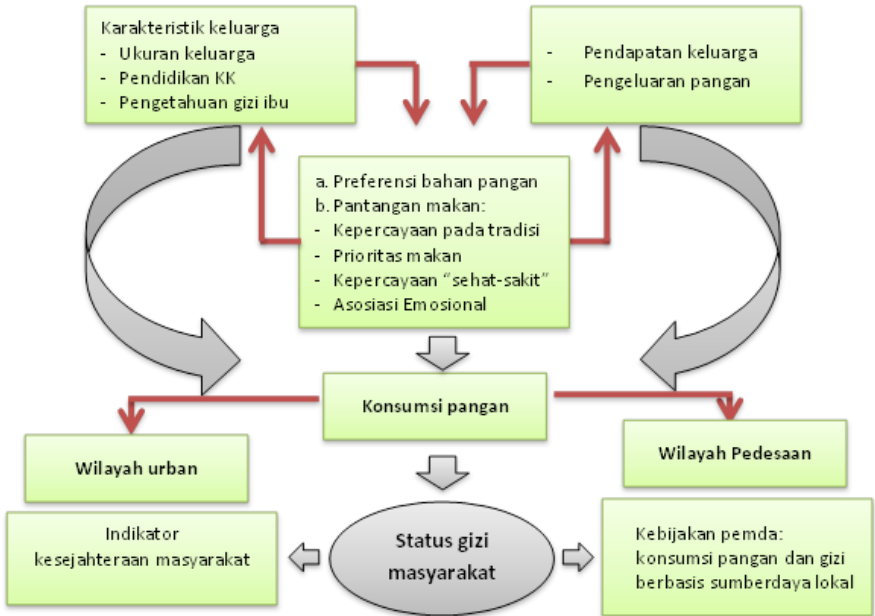 Karakteristik keluarga
- Ukuran keluarga
- Pendidikan KK
- Pengetahuan gizi ibu
- Pendapatan keluarga
- Pengeluaran pangan
a. Preferensi bahan pangan
b. Pantangan makan:
- Kepercayaan pada tradisi
- Prioritas makan
- Kepercayaan “sehat-sakit”
- Asosiasi Emosional
Konsumsi pangan
Wilayah urban
Wilayah Pedesaan
Indikator
kesejahteraan masyarakat
Status gizi
masyarakat
Kebijakan pemda:
konsumsi pangan dan gizi
berbasis sumberdaya lokal